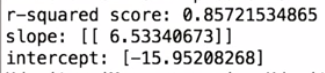 r-squared score: 0.85721534865
slope: [[ 6.53340673]]
intercept: [-15.95208268]